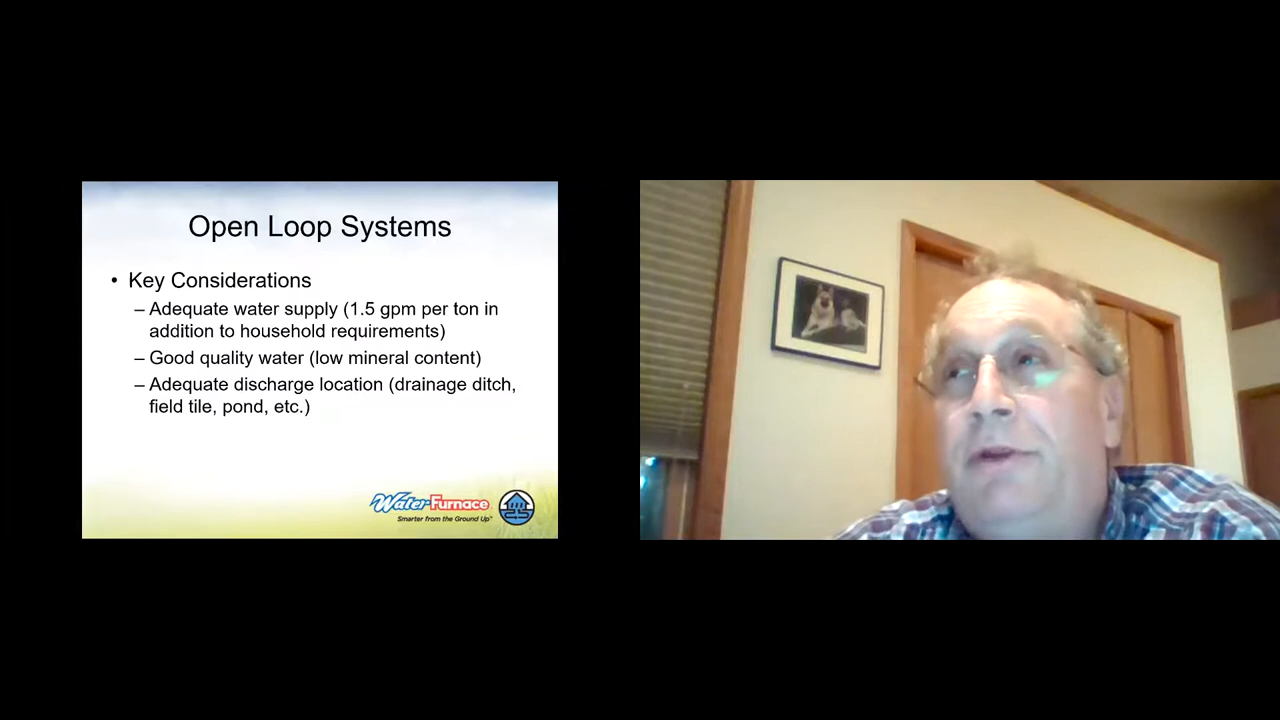 Open Loop Systems
• Key Considerations
– Adequate water supply (1.5 gpm per ton in
addition to household requirements)
– Good quality water (low mineral content)
– Adequate discharge location (drainage ditch,
field tile, pond, etc.)
WaterFurnace
Smarter from the Ground Up™